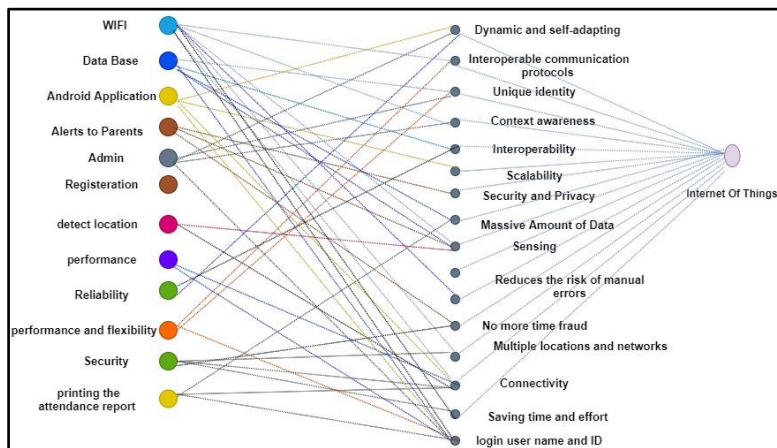 WIFI
Data Base
Android Application
Alerts to Parents
Admin
Registeration
detect location
performance
Reliability
performance and flexibility
Security
printing the
attendance report
Dynamic and self-adapting
Interoperable communication
protocols
Unique identity
Context awareness
Interoperability
Scalability
Security and Privacy
Massive Amount of Data
Sensing
Reduces the risk of manual
errors
No more time fraud
Multiple locations and networks
Connectivity
Saving time and effort
login user name and ID
Internet Of Things